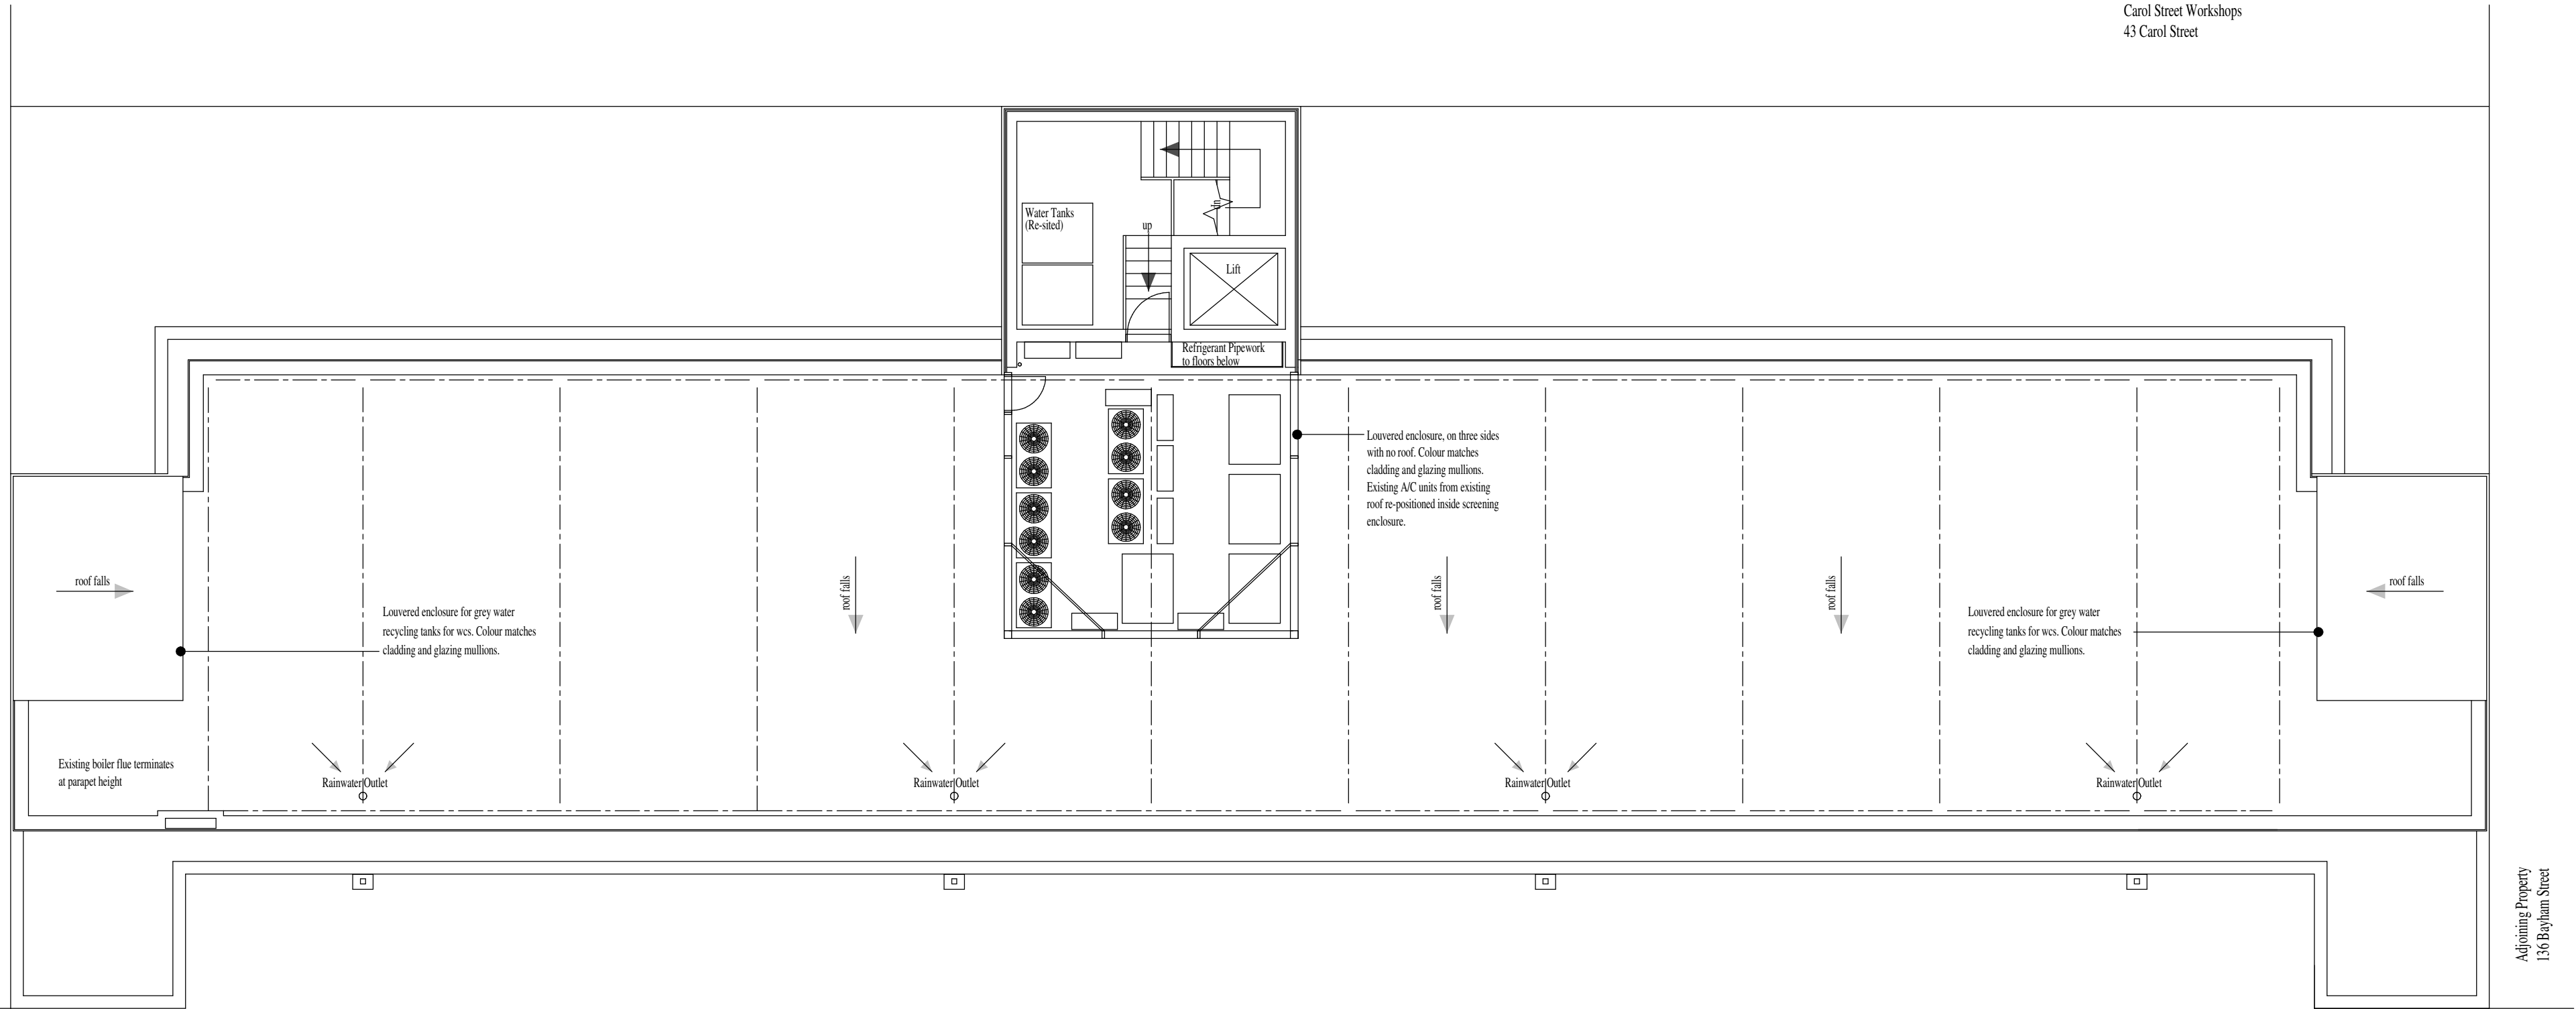 Carol Street Workshops
43 Carol Street
Water Tanks
(Re-sited)
up
dn
Lift
Refrigerant Pipework
to floors below
Louvered enclosure, on three sides
with no roof. Colour matches
cladding and glazing mullions.
Existing A/C units from existing
roof re-positioned inside screening
enclosure.
roof falls
roof falls
roof falls
roof falls
roof falls
Louvered enclosure for grey water
recycling tanks for wcs. Colour matches
cladding and glazing mullions.
Louvered enclosure for grey water
recycling tanks for wcs. Colour matches
cladding and glazing mullions.
Existing boiler flue terminates
at parapet height
Rainwater Outlet
Rainwater Outlet
Rainwater Outlet
Rainwater Outlet
Adjoining Property
136 Bayham Street